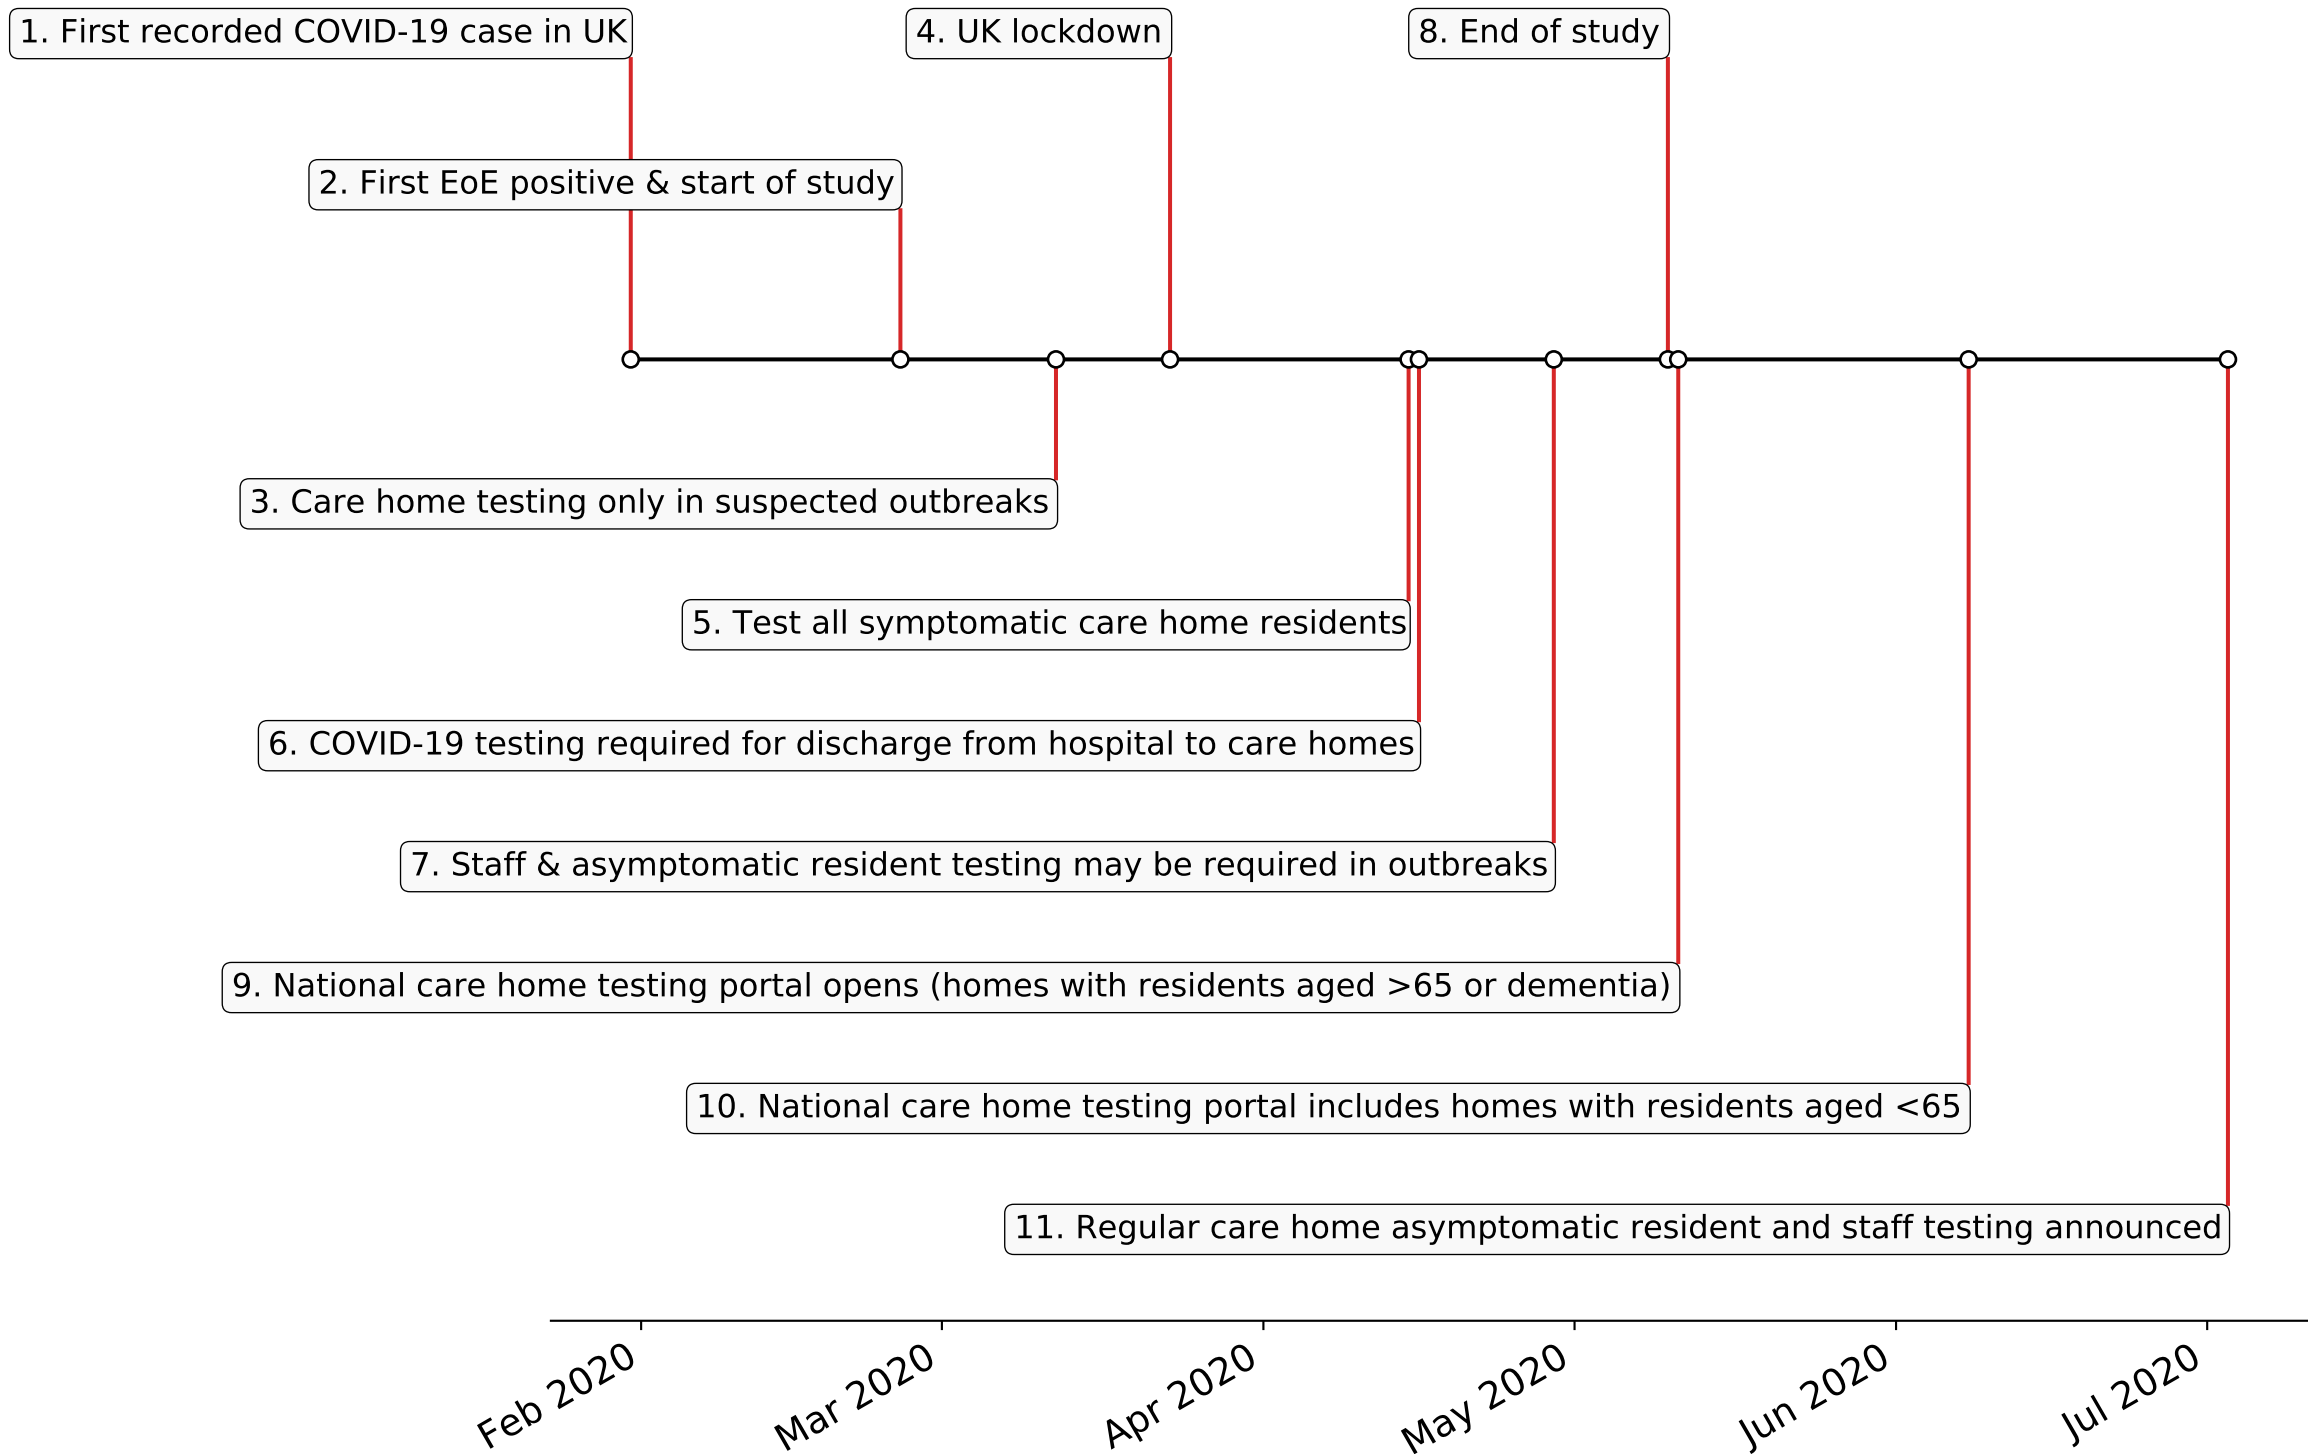 1. First recorded COVID-19 case in UK
4. UK lockdown
8. End of study
2. First EoE positive & start of study
3. Care home testing only in suspected outbreaks
5. Test all symptomatic care home residents
6. COVID-19 testing required for discharge from hospital to care homes
7. Staff & asymptomatic resident testing may be required in outbreaks
9. National care home testing portal opens (homes with residents aged >65 or dementia)
10. National care home testing portal includes homes with residents aged <65
11. Regular care home asymptomatic resident and staff testing announced
Feb 2020
Mar 2020
Apr 2020
May 2020
Jun 2020
Jul 2020